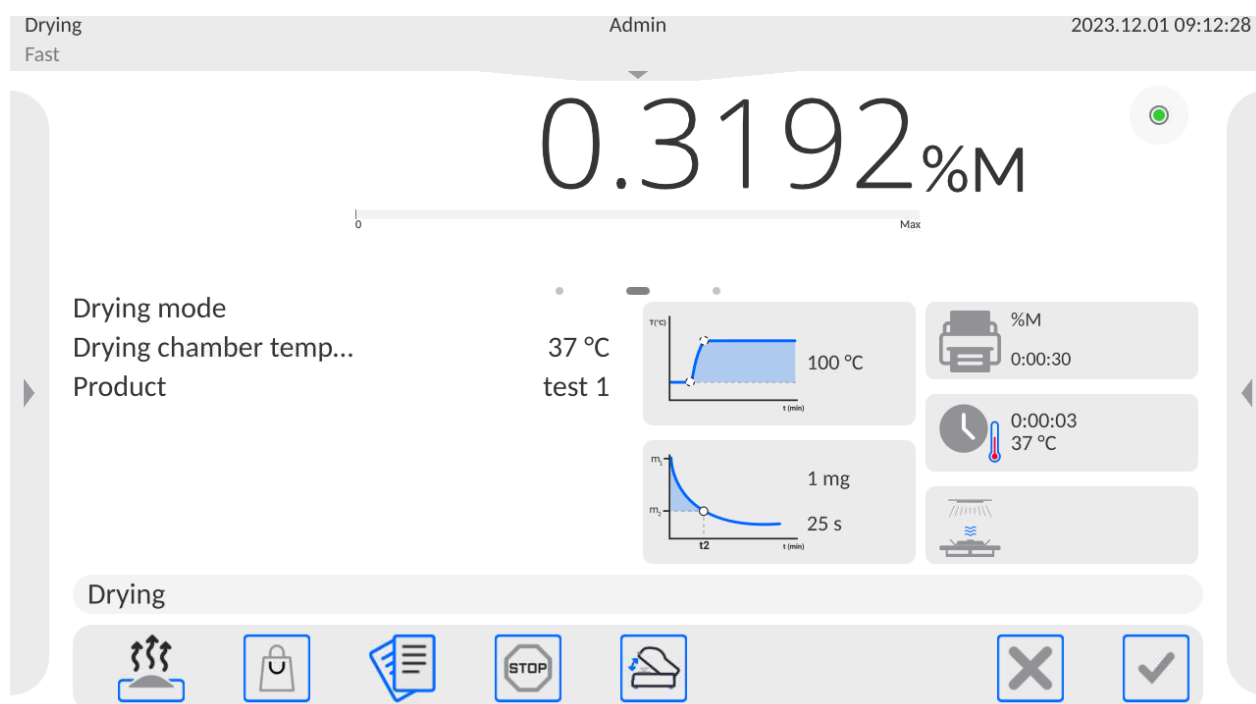 Drying
Admin
2023.12.01 09:12:28
Fast
0.3192%M
0
Max
Drying mode
Drying chamber temp... 37 °C
Product test 1
T(°C)
100 °C
t (min)
m₁
1 mg
m₂
25 s
t2
t (min)
%M
0:00:30
0:00:03
37 °C
Drying
STOP